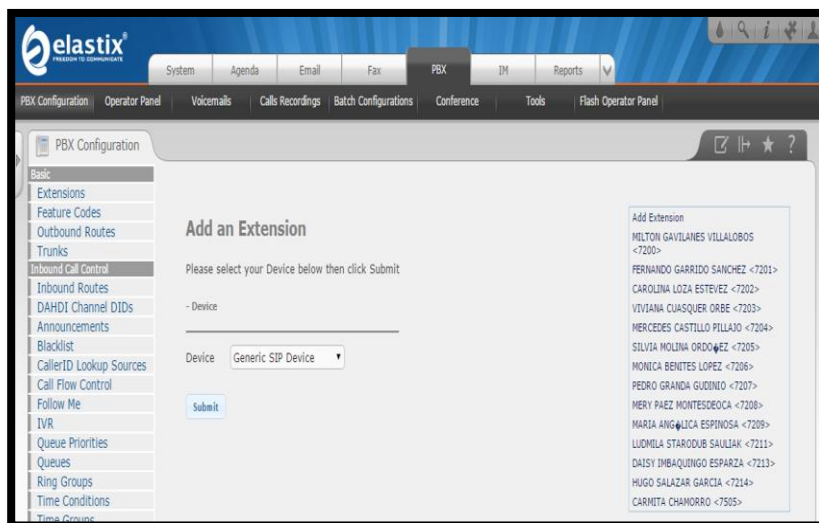 elastix®
FREEDOM TO COMMUNICATE
System Agenda Email Fax PBX IM Reports
PBX Configuration Operator Panel Voicemails Calls Recordings Batch Configurations Conference Tools Flash Operator Panel
PBX Configuration
Basic
Extensions
Feature Codes
Outbound Routes
Trunks
Inbound Call Control
Inbound Routes
DAHDI Channel DIDs
Announcements
Blacklist
CallerID Lookup Sources
Call Flow Control
Follow Me
IVR
Queue Priorities
Queues
Ring Groups
Time Conditions
Time Groups
Add an Extension
Please select your Device below then click Submit
- Device
Device Generic SIP Device
Submit
Add Extension
MILTON GAVILANES VILLALOBOS
<7200>
FERNANDO GARRIDO SANCHEZ <7201>
CAROLINA LOZA ESTEVEZ <7202>
VIVIANA CUASQUER ORBE <7203>
MERCEDES CASTILLO PILLAJO <7204>
SILVIA MOLINA ORDO�EZ <7205>
MONICA BENITES LOPEZ <7206>
PEDRO GRANDA GUDINIO <7207>
MERY PAEZ MONTESDEOCA <7208>
MARIA ANG�LICA ESPINOSA <7209>
LUDMILA STARODUB SAULIAK <7211>
DAISY IMBAQUINGO ESPARZA <7213>
HUGO SALAZAR GARCIA <7214>
CARMITA CHAMORRO <7505>